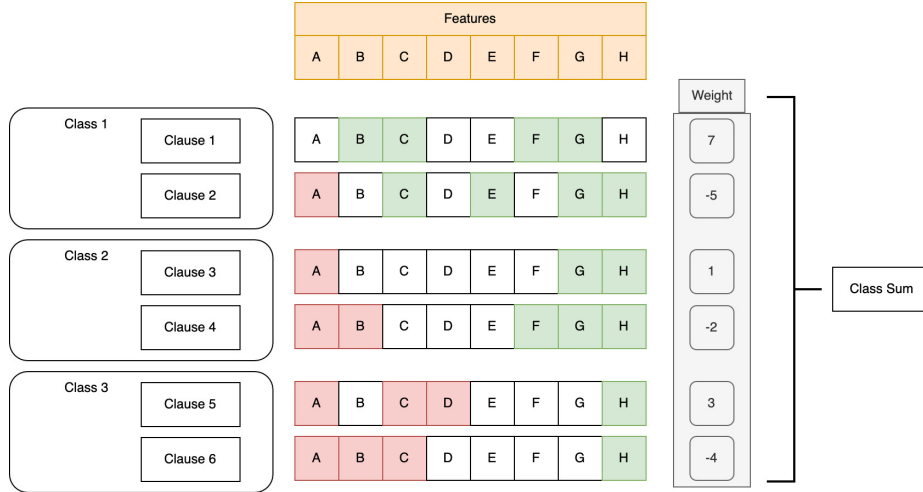 Features
A B C D E F G H
Weight
Class 1
Clause 1 A B C D E F G H 7
Clause 2 A B C D E F G H -5
Class 2
Clause 3 A B C D E F G H 1
Class Sum
Clause 4 A B C D E F G H -2
Class 3
Clause 5 A B C D E F G H 3
Clause 6 A B C D E F G H -4